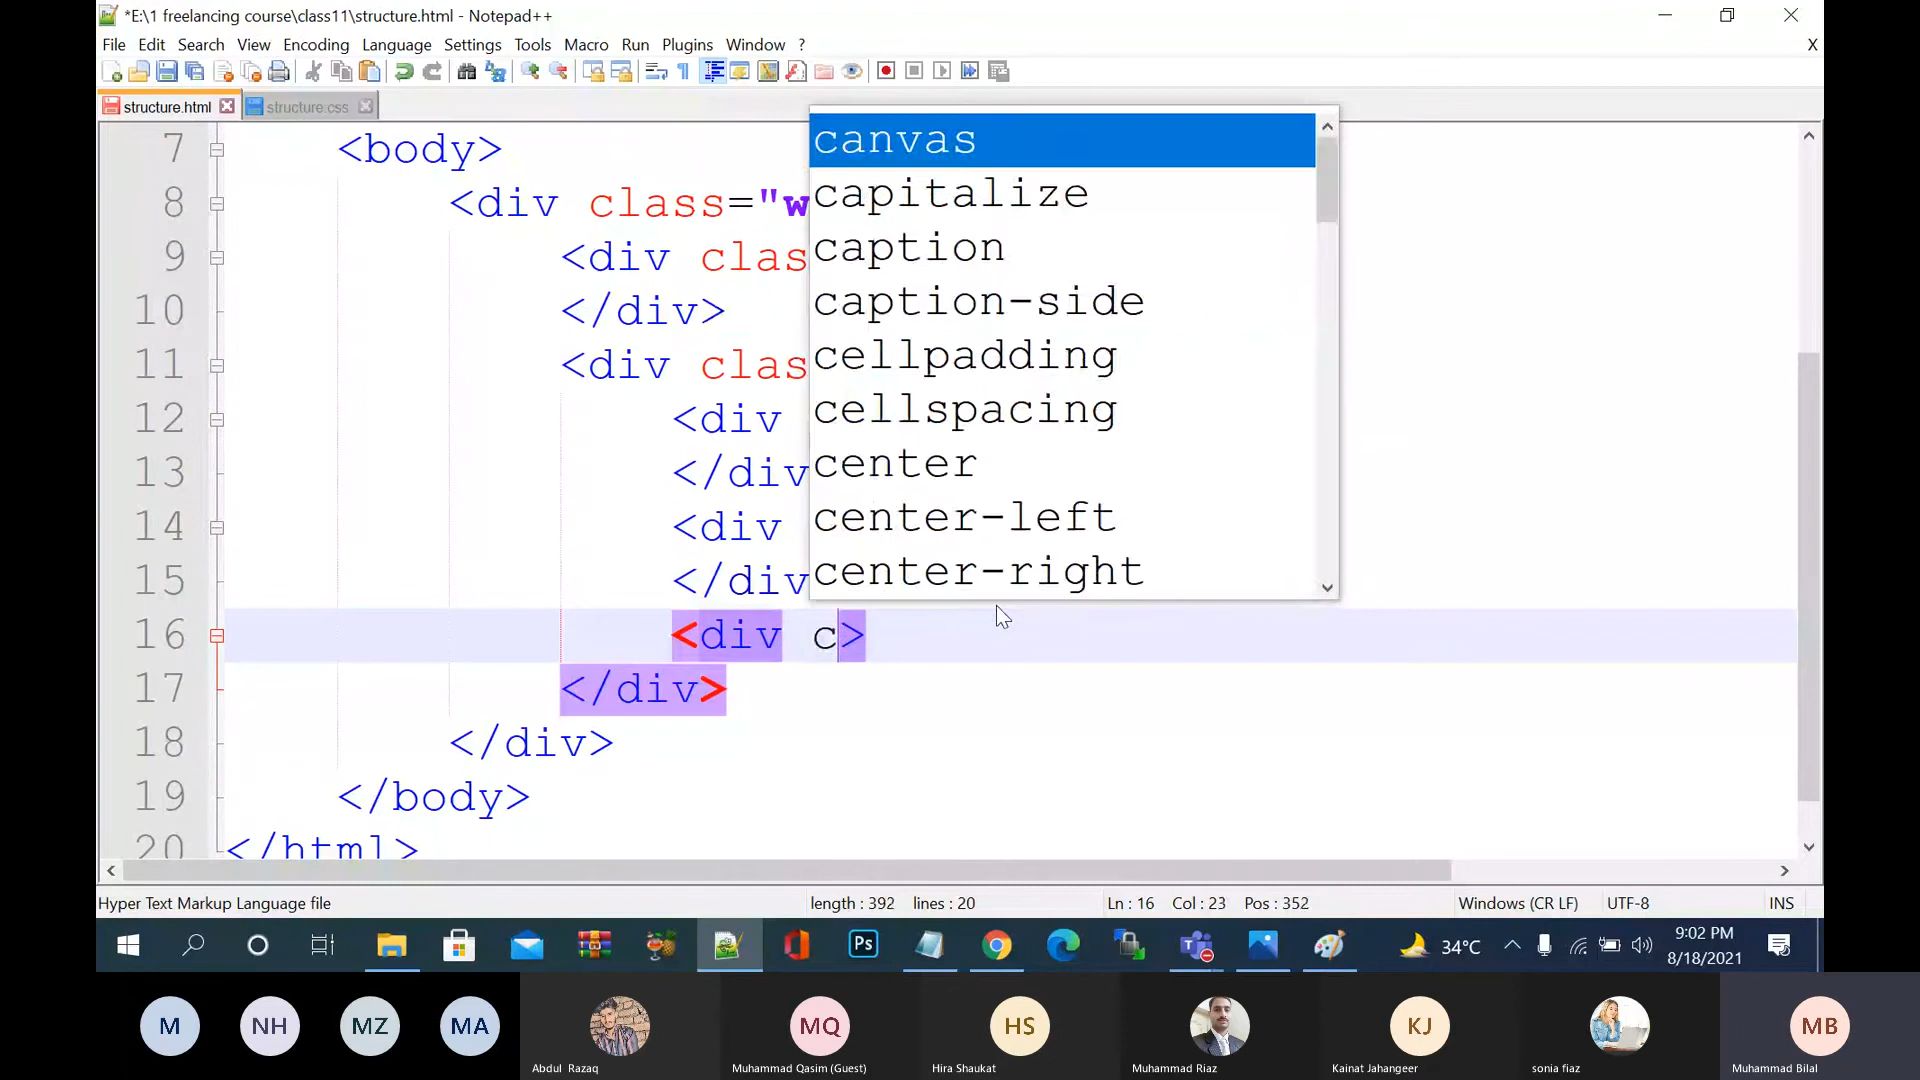 *E:\1 freelancing course\class11\structure.html - Notepad++
File Edit Search View Encoding Language Settings Tools Macro Run Plugins Window ? X
structure.html structure.css
7 <body>
8 <div class="w
9 <div clas
10 </div>
11 <div clas
12 <div
13 </div
14 <div
15 </div
16 <div c>
17 </div>
18 </div>
19 </body>
20 </html>
canvas
capitalize
caption
caption-side
cellpadding
cellspacing
center
center-left
center-right
Hyper Text Markup Language file length : 392 lines : 20 Ln : 16 Col : 23 Pos : 352 Windows (CR LF) UTF-8 INS
Ps 34°C 9:02 PM
8/18/2021
M NH MZ MA MQ HS KJ MB
Abdul Razaq Muhammad Qasim (Guest) Hira Shaukat Muhammad Riaz Kainat Jahangeer sonia fiaz Muhammad Bilal